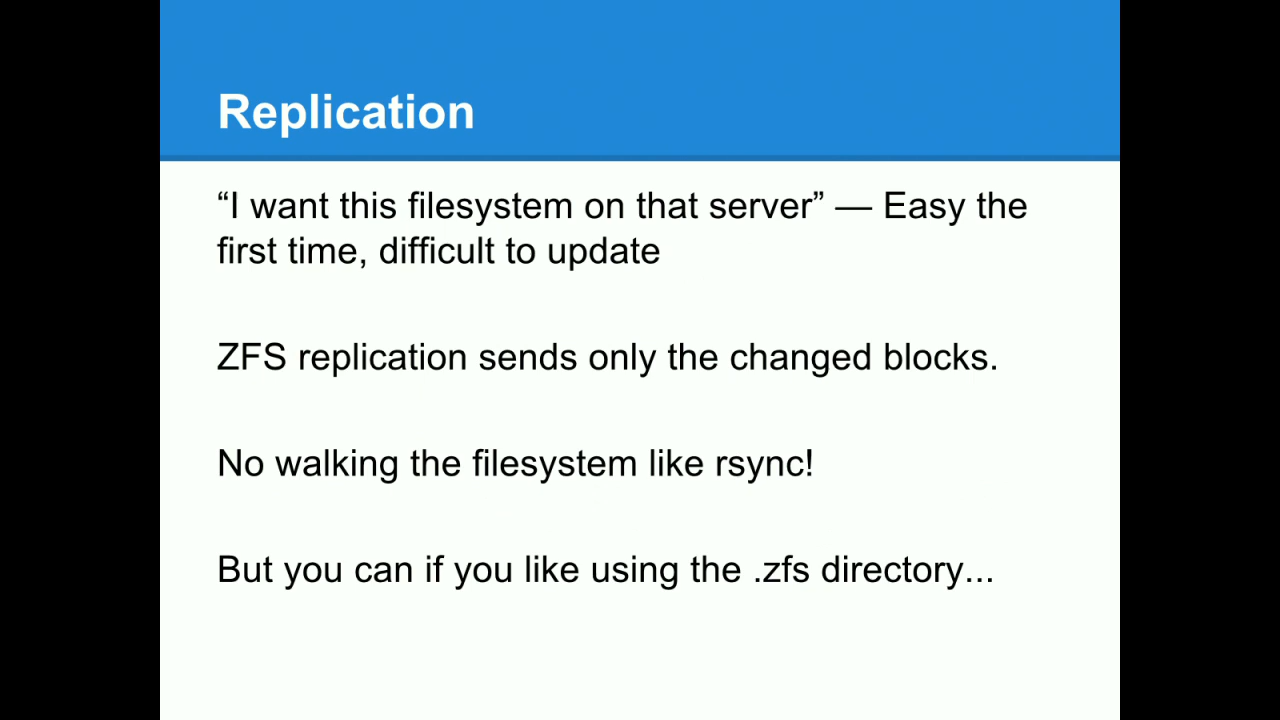 Replication
“I want this filesystem on that server” — Easy the
first time, difficult to update
ZFS replication sends only the changed blocks.
No walking the filesystem like rsync!
But you can if you like using the .zfs directory...